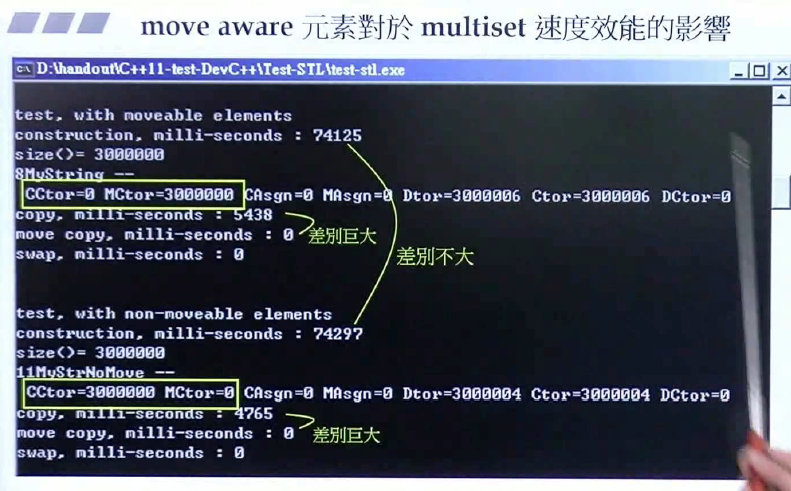 move aware 元素對於 multiset 速度效能的影響
D:\handout\C++11-test-DevC++\Test-STL\test-stl.exe
test, with moveable elements
construction, milli-seconds : 74125
size()= 3000000
8MyString --
CCtor=0 MCtor=3000000 CAsgn=0 MAsgn=0 Dtor=3000006 Ctor=3000006 DCtor=0
copy, milli-seconds : 5438
move copy, milli-seconds : 0 差別巨大
swap, milli-seconds : 0
差別不大
test, with non-moveable elements
construction, milli-seconds : 74297
size()= 3000000
11MyStrNoMove --
CCtor=3000000 MCtor=0 CAsgn=0 MAsgn=0 Dtor=3000004 Ctor=3000004 DCtor=0
copy, milli-seconds : 4765
move copy, milli-seconds : 0 差別巨大
swap, milli-seconds : 0